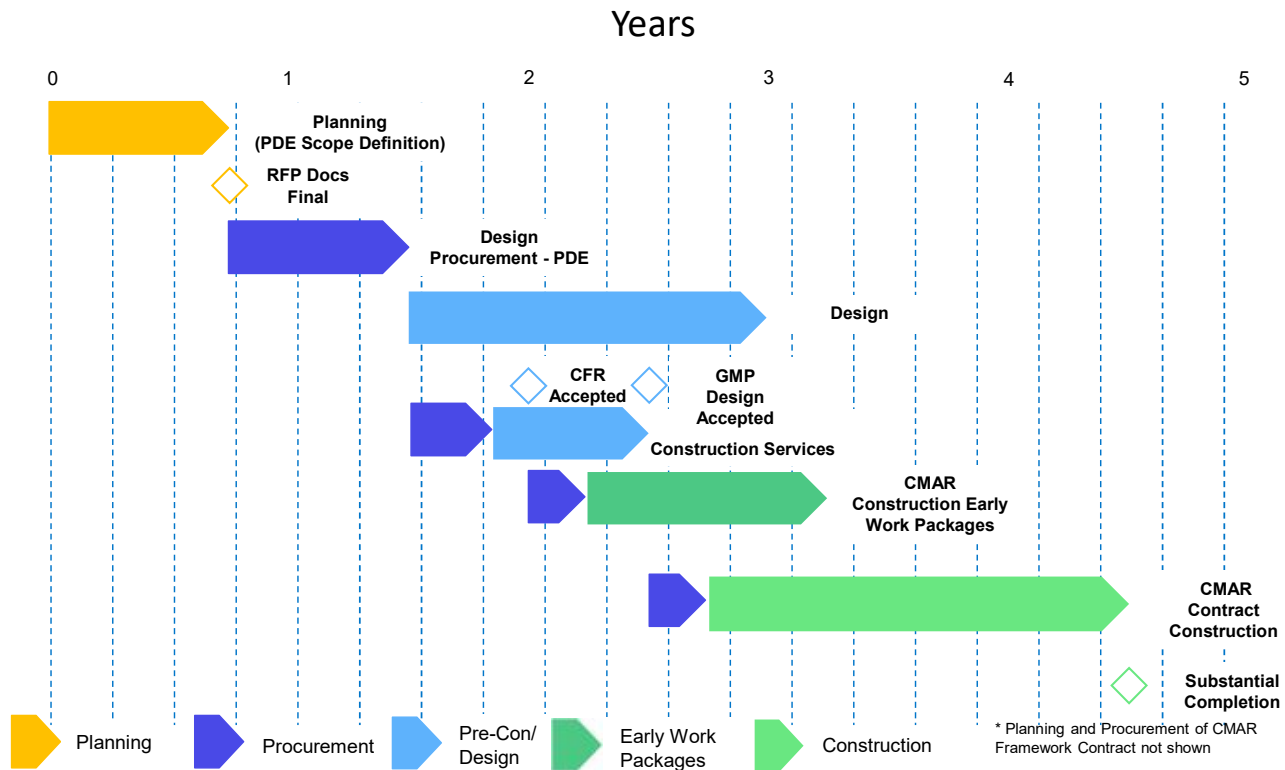 Years
0 1 2 3 4 5
Planning
(PDE Scope Definition)
RFP Docs
Final
Design
Procurement - PDE
Design
CFR
Accepted
GMP
Design
Accepted
Construction Services
CMAR
Construction Early
Work Packages
CMAR
Contract
Construction
Substantial
Completion
Planning
Procurement
Pre-Con/
Design
Early Work
Packages
Construction
* Planning and Procurement of CMAR
Framework Contract not shown